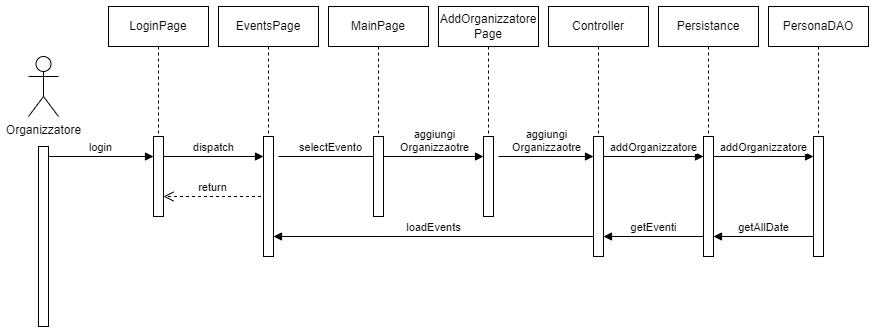 LoginPage
EventsPage
MainPage
AddOrganizzatore
Page
Controller
Persistance
PersonaDAO
Organizzatore
login
dispatch
selectEvento
aggiungi
Organizzaotre
aggiungi
Organizzaotre
addOrganizzatore
addOrganizzatore
return
loadEvents
getEventi
getAllDate